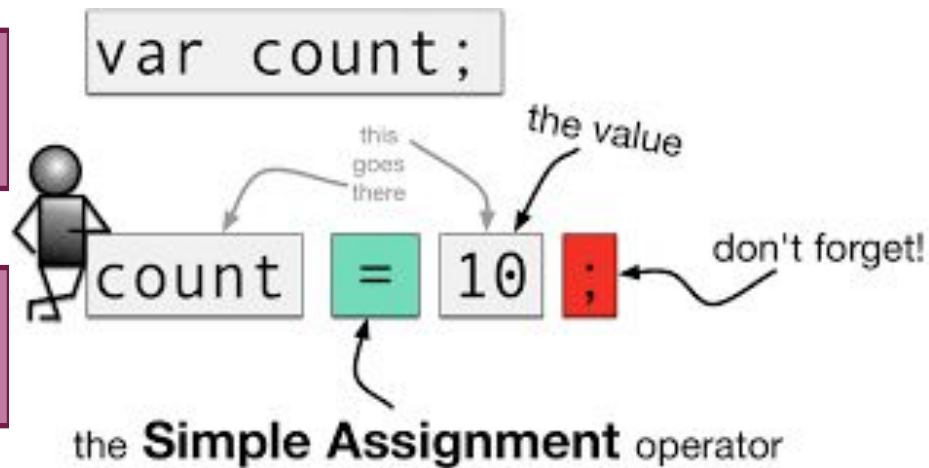 var count;
this
goes
there
the value
count = 10 ;
don't forget!
the Simple Assignment operator